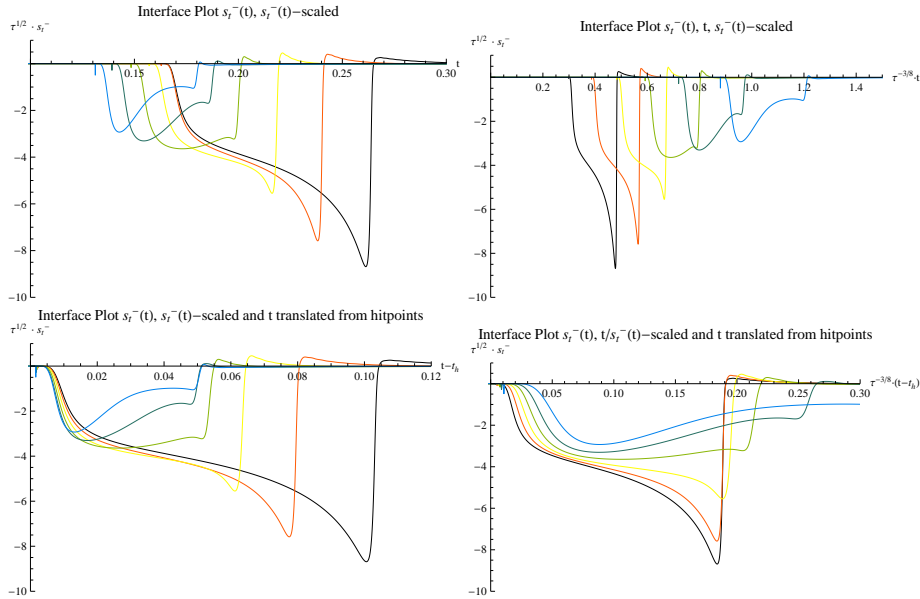 Interface Plot s_t⁻(t), s_t⁻(t)−scaled
τ^1/2 · s_t⁻
t
0.15 0.20 0.25 0.30
−2
−4
−6
−8
−10
Interface Plot s_t⁻(t), t, s_t⁻(t)−scaled
τ^1/2 · s_t⁻
τ^−3/8·t
0.2 0.4 0.6 0.8 1.0 1.2 1.4
−2
−4
−6
−8
−10
Interface Plot s_t⁻(t), s_t⁻(t)−scaled and t translated from hitpoints
τ^1/2 · s_t⁻
t−t_h
0.02 0.04 0.06 0.08 0.10 0.12
−2
−4
−6
−8
−10
Interface Plot s_t⁻(t), t/s_t⁻(t)−scaled and t translated from hitpoints
τ^1/2 · s_t⁻
τ^−3/8·(t−t_h)
0.05 0.10 0.15 0.20 0.25 0.30
−2
−4
−6
−8
−10